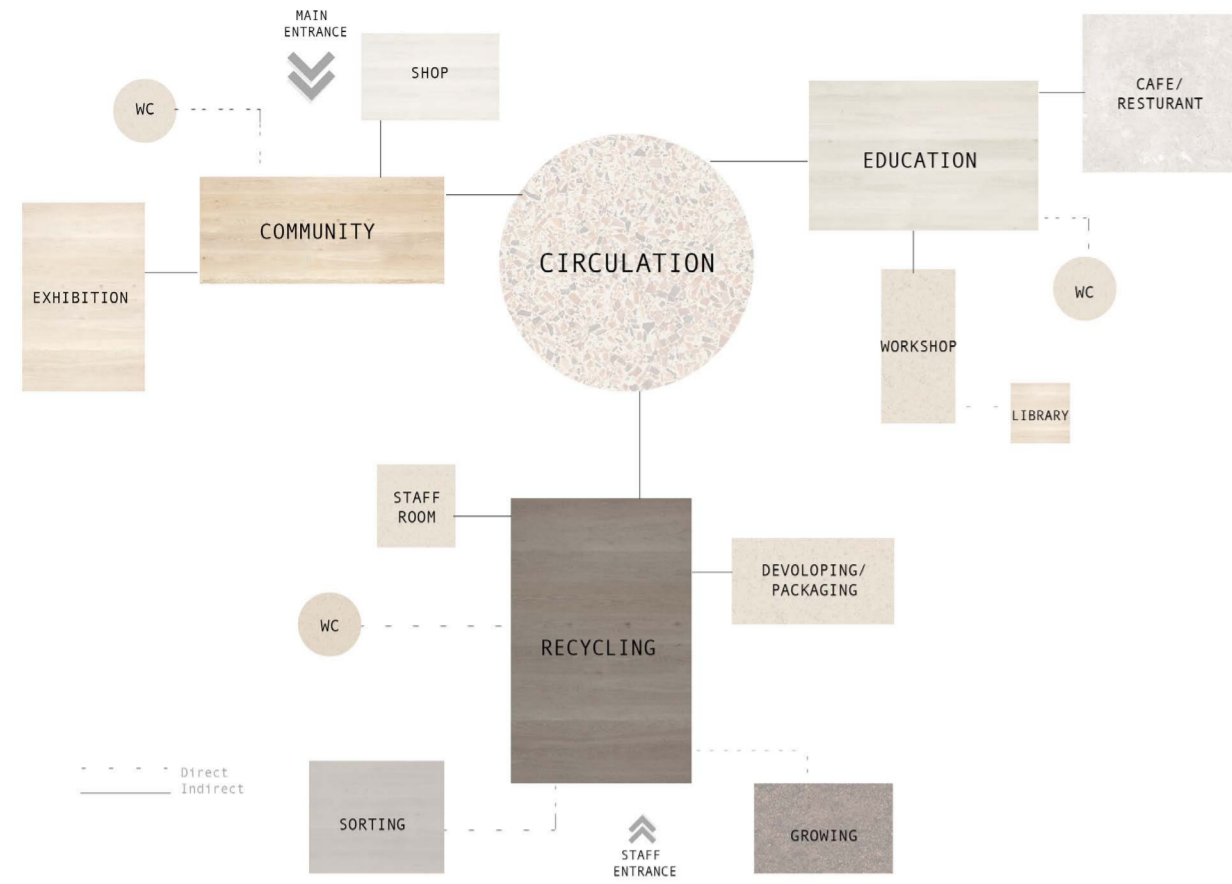 MAIN
ENTRANCE
SHOP
WC
COMMUNITY
EXHIBITION
CIRCULATION
EDUCATION
CAFE/
RESTURANT
WC
WORKSHOP
LIBRARY
STAFF
ROOM
DEVOLOPING/
PACKAGING
WC
RECYCLING
Direct
Indirect
SORTING
GROWING
STAFF
ENTRANCE